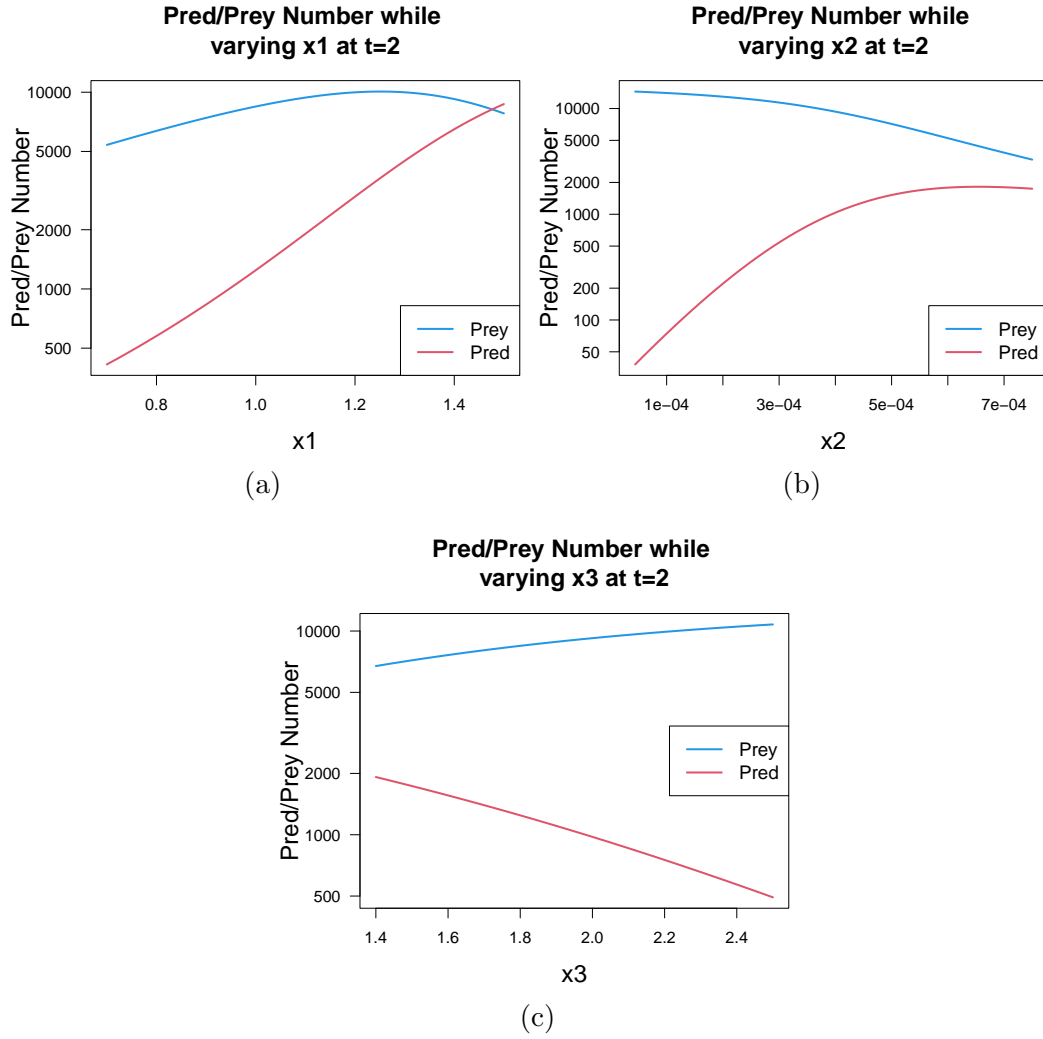 Pred/Prey Number while
varying x1 at t=2
Pred/Prey Number
10000
5000
2000
1000
500
Prey
Pred
0.8 1.0 1.2 1.4
x1
(a)
Pred/Prey Number while
varying x2 at t=2
Pred/Prey Number
10000
5000
2000
1000
500
200
100
50
Prey
Pred
1e−04 3e−04 5e−04 7e−04
x2
(b)
Pred/Prey Number while
varying x3 at t=2
Pred/Prey Number
10000
5000
2000
1000
500
Prey
Pred
1.4 1.6 1.8 2.0 2.2 2.4
x3
(c)